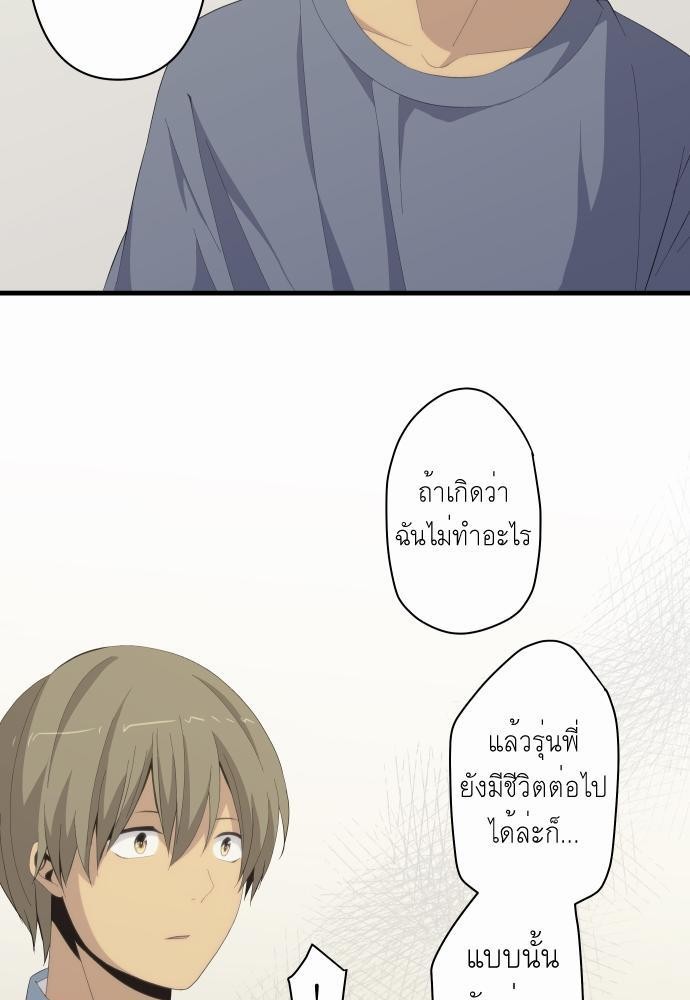 ถ้าเกิดว่า
ฉันไม่ทำอะไร
แล้วรุ่นพี่
ยังมีชีวิตต่อไป
ได้ล่ะก็...
แบบนั้น
!